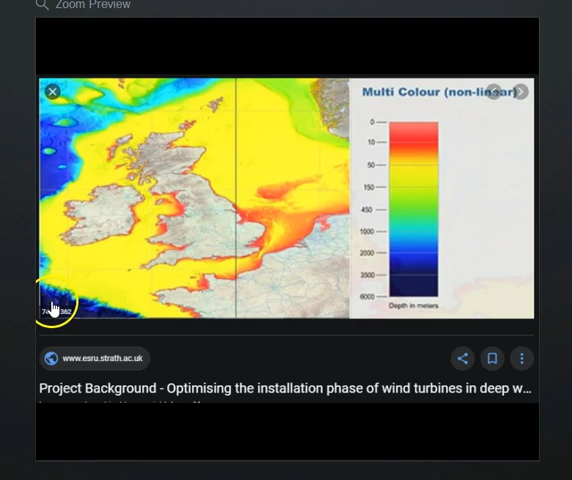 Zoom Preview
Multi Colour (non-linear)
0
10
50
150
450
1000
2000
3500
6000
Depth in meters
www.esru.strath.ac.uk
Project Background - Optimising the installation phase of wind turbines in deep w...